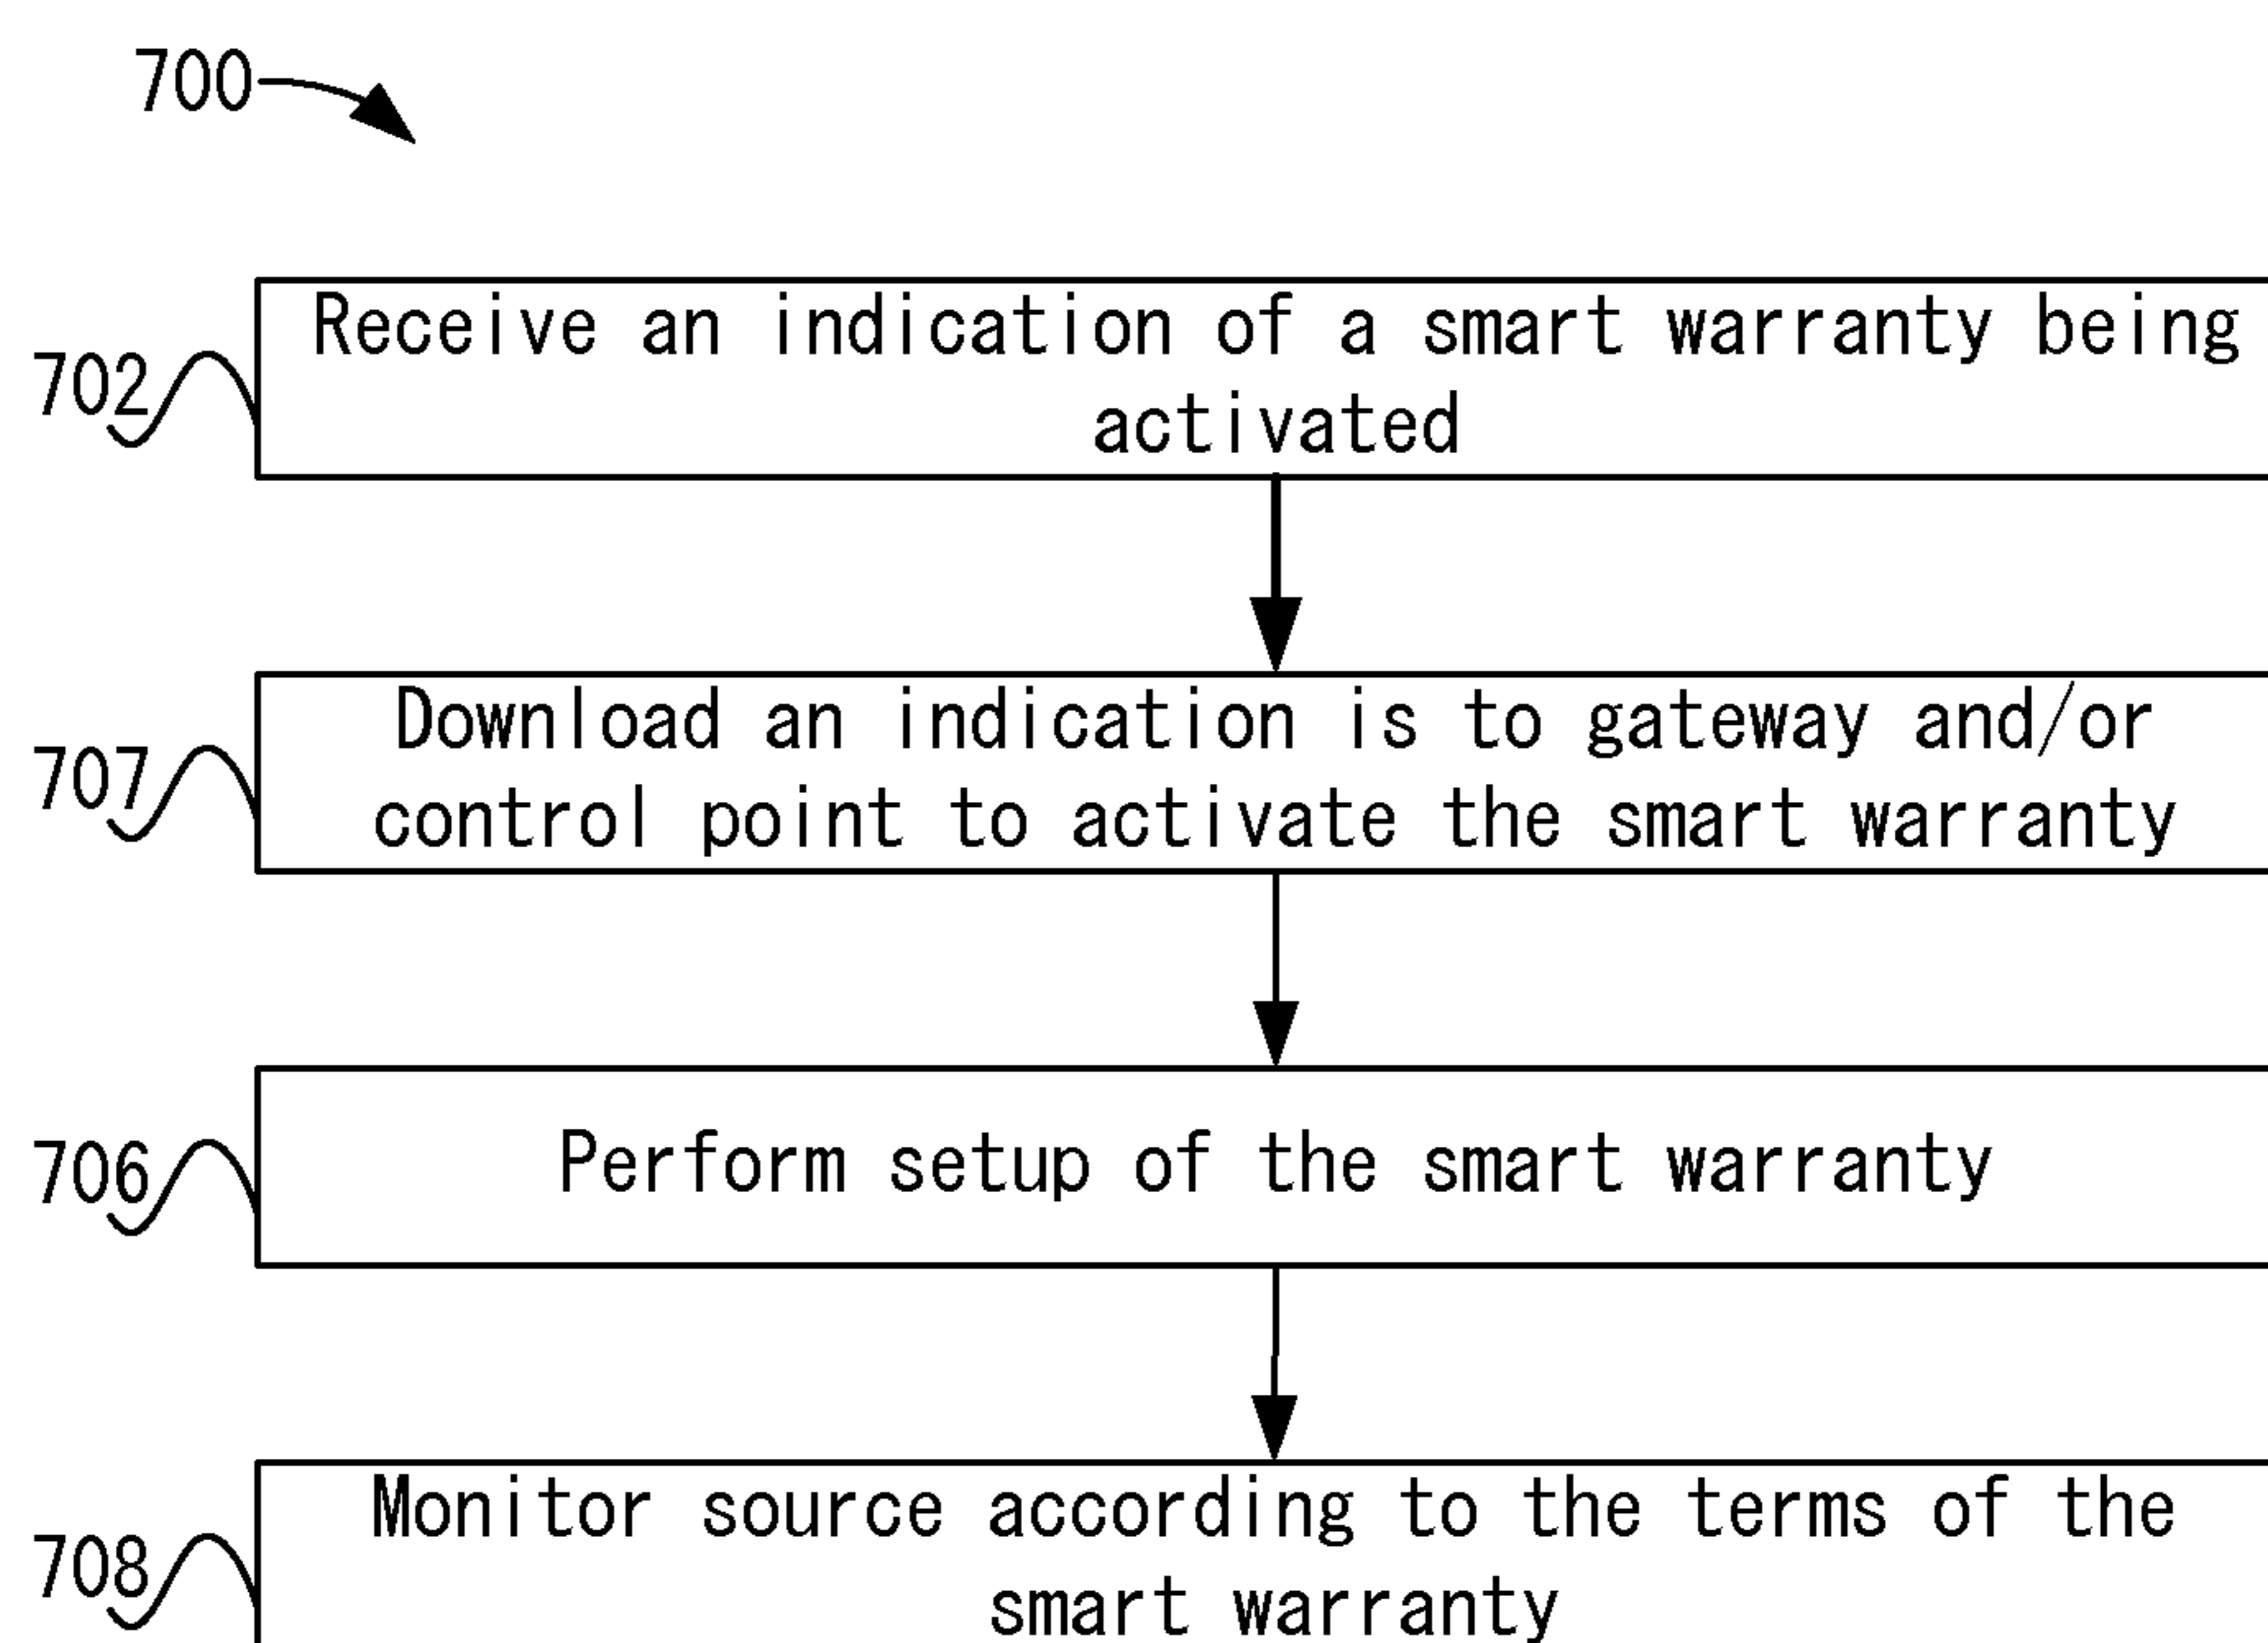 700
702
Receive an indication of a smart warranty being
activated
707
Download an indication is to gateway and/or
control point to activate the smart warranty
706
Perform setup of the smart warranty
708
Monitor source according to the terms of the
smart warranty